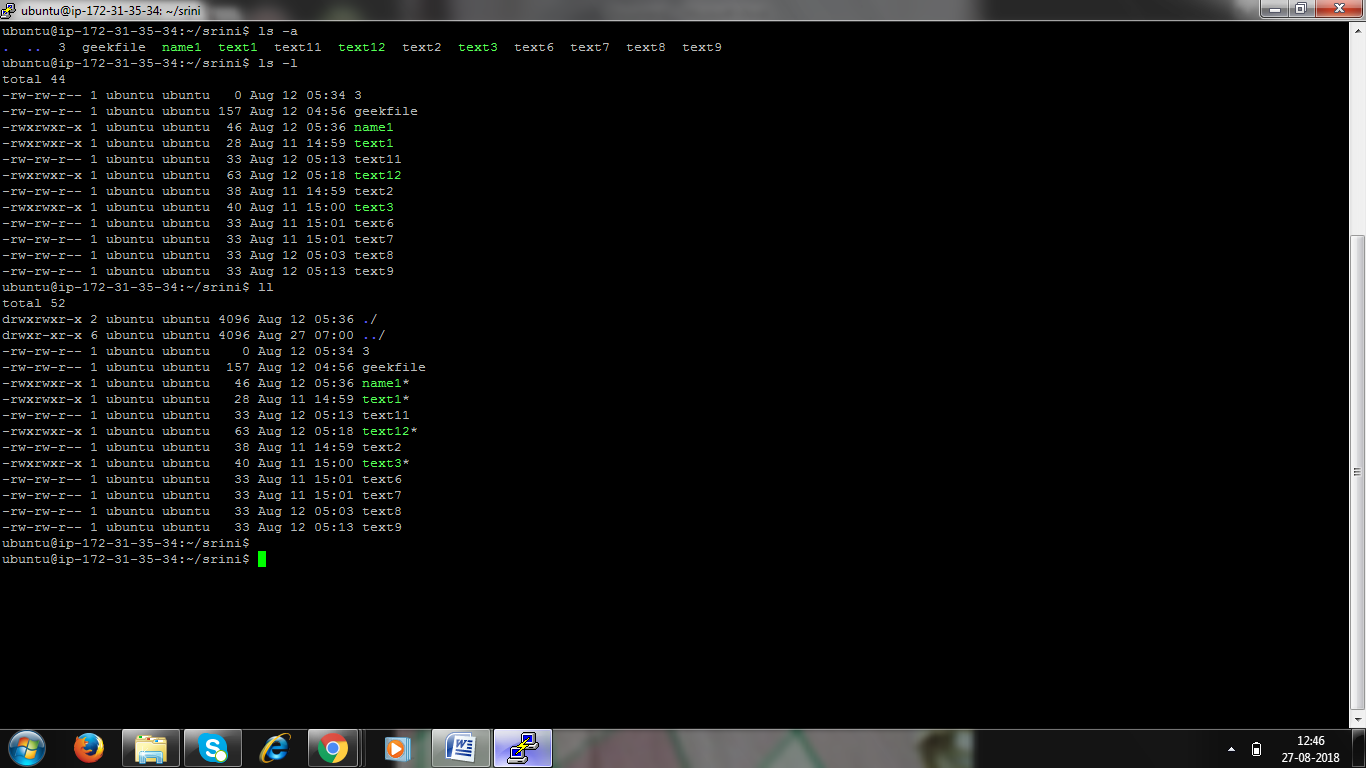 ubuntu@ip-172-31-35-34: ~/srini
ubuntu@ip-172-31-35-34:~/srini$ ls -a
.  ..  3  geekfile  name1  text1  text11  text12  text2  text3  text6  text7  text8  text9
ubuntu@ip-172-31-35-34:~/srini$ ls -l
total 44
-rw-rw-r-- 1 ubuntu ubuntu   0 Aug 12 05:34 3
-rw-rw-r-- 1 ubuntu ubuntu 157 Aug 12 04:56 geekfile
-rwxrwxr-x 1 ubuntu ubuntu  46 Aug 12 05:36 name1
-rwxrwxr-x 1 ubuntu ubuntu  28 Aug 11 14:59 text1
-rw-rw-r-- 1 ubuntu ubuntu  33 Aug 12 05:13 text11
-rwxrwxr-x 1 ubuntu ubuntu  63 Aug 12 05:18 text12
-rw-rw-r-- 1 ubuntu ubuntu  38 Aug 11 14:59 text2
-rwxrwxr-x 1 ubuntu ubuntu  40 Aug 11 15:00 text3
-rw-rw-r-- 1 ubuntu ubuntu  33 Aug 11 15:01 text6
-rw-rw-r-- 1 ubuntu ubuntu  33 Aug 11 15:01 text7
-rw-rw-r-- 1 ubuntu ubuntu  33 Aug 12 05:03 text8
-rw-rw-r-- 1 ubuntu ubuntu  33 Aug 12 05:13 text9
ubuntu@ip-172-31-35-34:~/srini$ ll
total 52
drwxrwxr-x 2 ubuntu ubuntu 4096 Aug 12 05:36 ./
drwxr-xr-x 6 ubuntu ubuntu 4096 Aug 27 07:00 ../
-rw-rw-r-- 1 ubuntu ubuntu    0 Aug 12 05:34 3
-rw-rw-r-- 1 ubuntu ubuntu  157 Aug 12 04:56 geekfile
-rwxrwxr-x 1 ubuntu ubuntu   46 Aug 12 05:36 name1*
-rwxrwxr-x 1 ubuntu ubuntu   28 Aug 11 14:59 text1*
-rw-rw-r-- 1 ubuntu ubuntu   33 Aug 12 05:13 text11
-rwxrwxr-x 1 ubuntu ubuntu   63 Aug 12 05:18 text12*
-rw-rw-r-- 1 ubuntu ubuntu   38 Aug 11 14:59 text2
-rwxrwxr-x 1 ubuntu ubuntu   40 Aug 11 15:00 text3*
-rw-rw-r-- 1 ubuntu ubuntu   33 Aug 11 15:01 text6
-rw-rw-r-- 1 ubuntu ubuntu   33 Aug 11 15:01 text7
-rw-rw-r-- 1 ubuntu ubuntu   33 Aug 12 05:03 text8
-rw-rw-r-- 1 ubuntu ubuntu   33 Aug 12 05:13 text9
ubuntu@ip-172-31-35-34:~/srini$
ubuntu@ip-172-31-35-34:~/srini$
12:46
27-08-2018